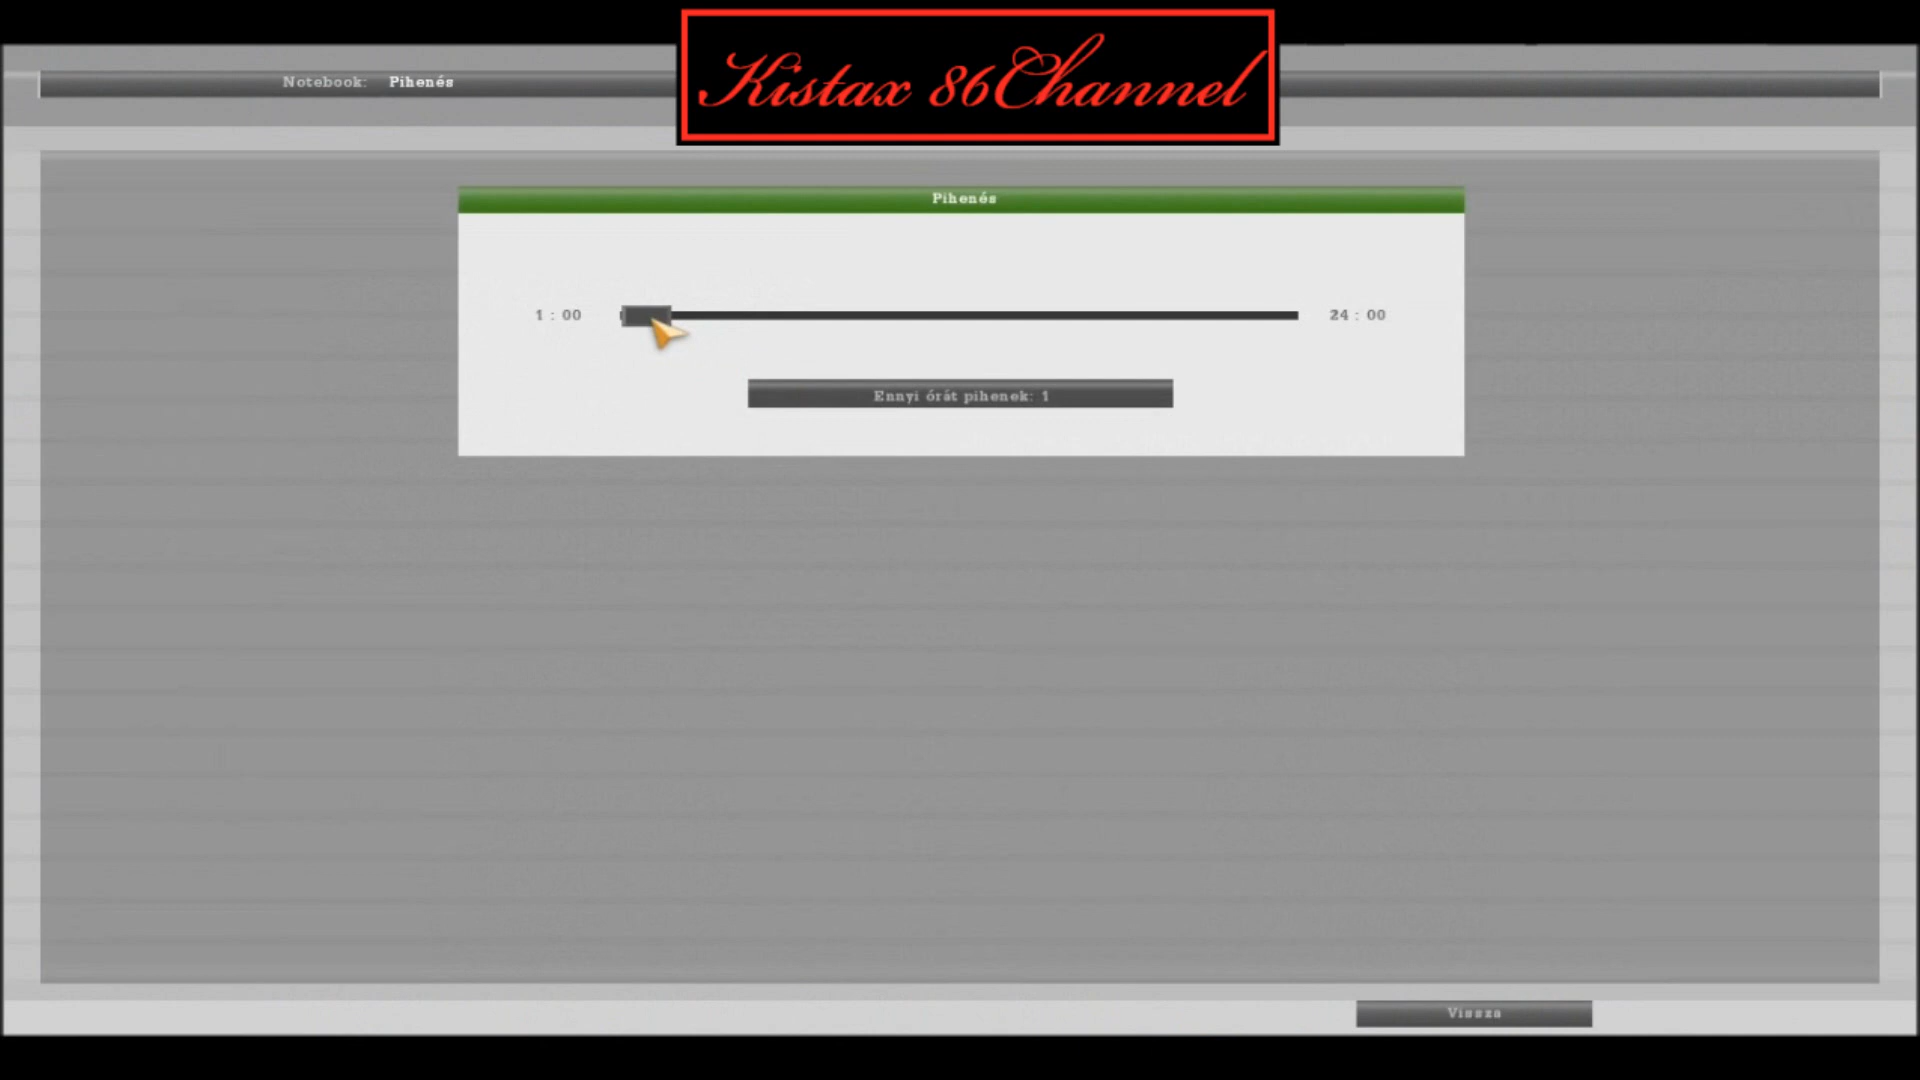 Kistax 86Channel
Notebook: Pihenés
Pihenés
1 : 00
24 : 00
Ennyi órát pihenek: 1
Vissza